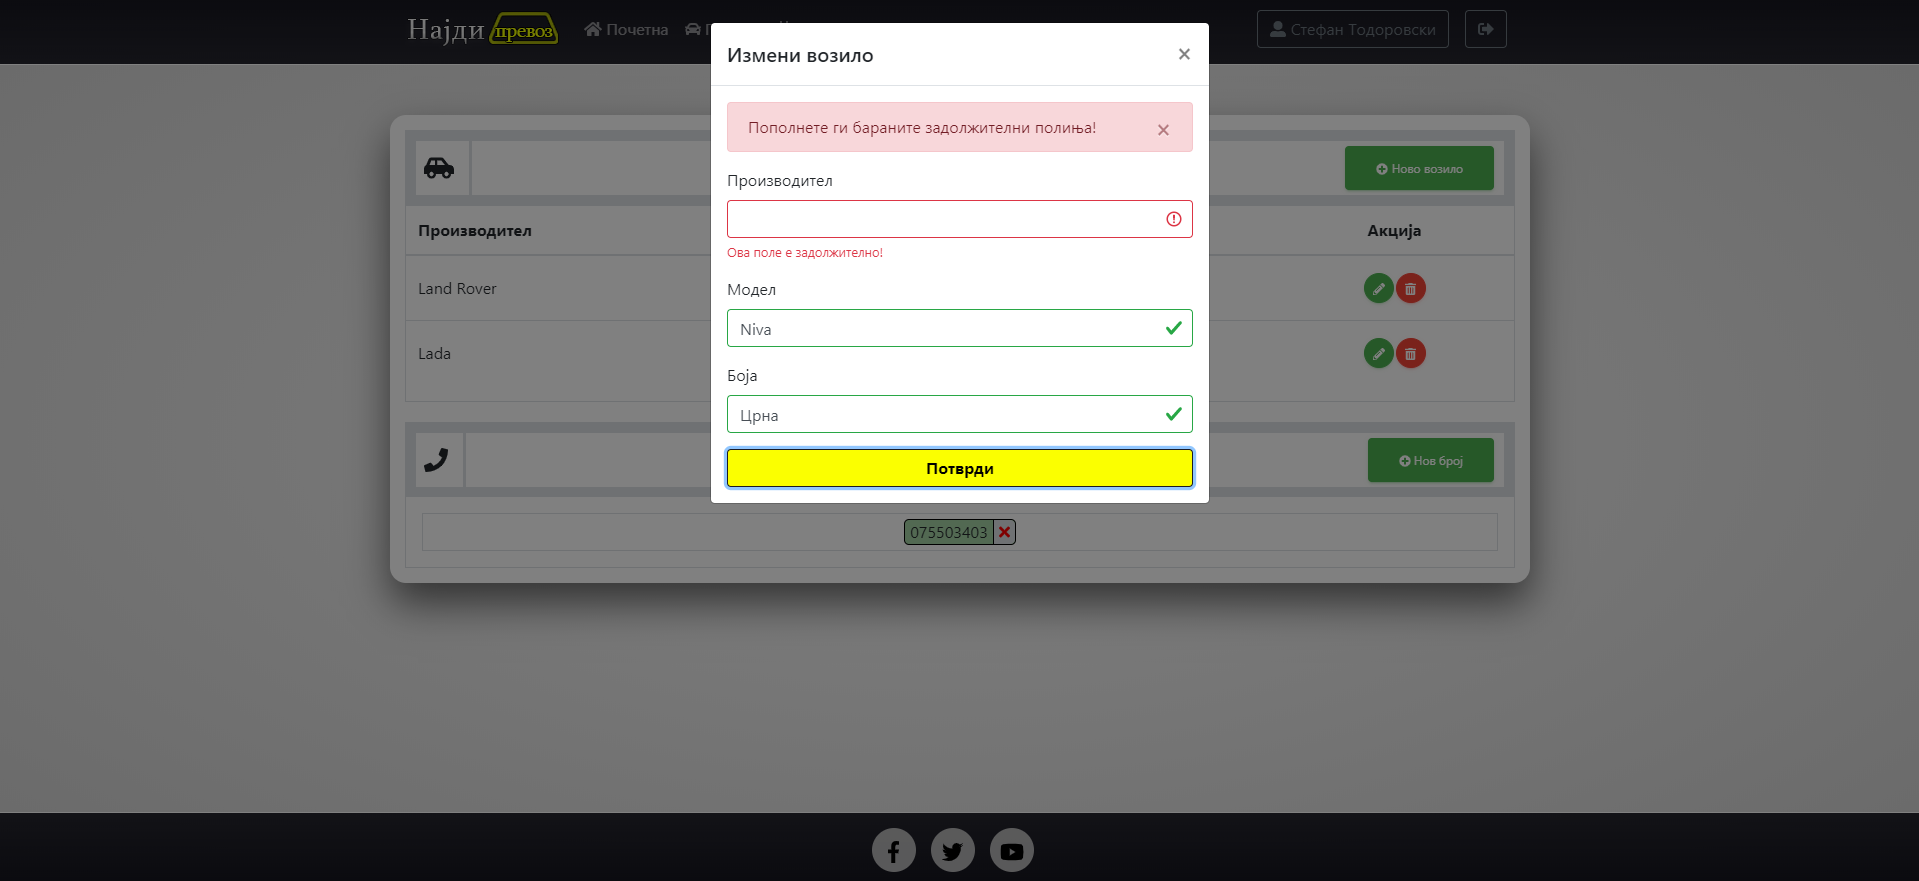 Најди превоз
Почетна
Стефан Тодоровски
Измени возило
×
Пополнете ги бараните задолжителни полиња!
×
Производител
Ова поле е задолжително!
Модел
Niva
Боја
Црна
Потврди
Ново возило
Производител
Акција
Land Rover
Lada
Нов број
075503403